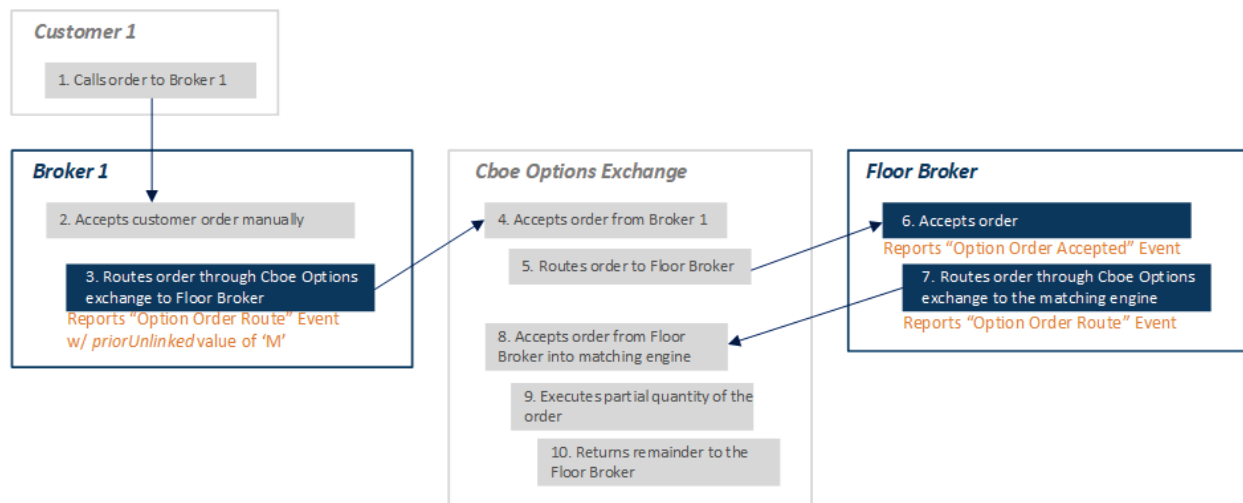 Customer 1
1. Calls order to Broker 1
Broker 1
2. Accepts customer order manually
3. Routes order through Cboe Options
exchange to Floor Broker
Reports “Option Order Route” Event
w/ priorUnlinked value of ‘M’
Cboe Options Exchange
4. Accepts order from Broker 1
5. Routes order to Floor Broker
8. Accepts order from Floor
Broker into matching engine
9. Executes partial quantity of the
order
10. Returns remainder to the
Floor Broker
Floor Broker
6. Accepts order
Reports “Option Order Accepted” Event
7. Routes order through Cboe Options
exchange to the matching engine
Reports “Option Order Route” Event